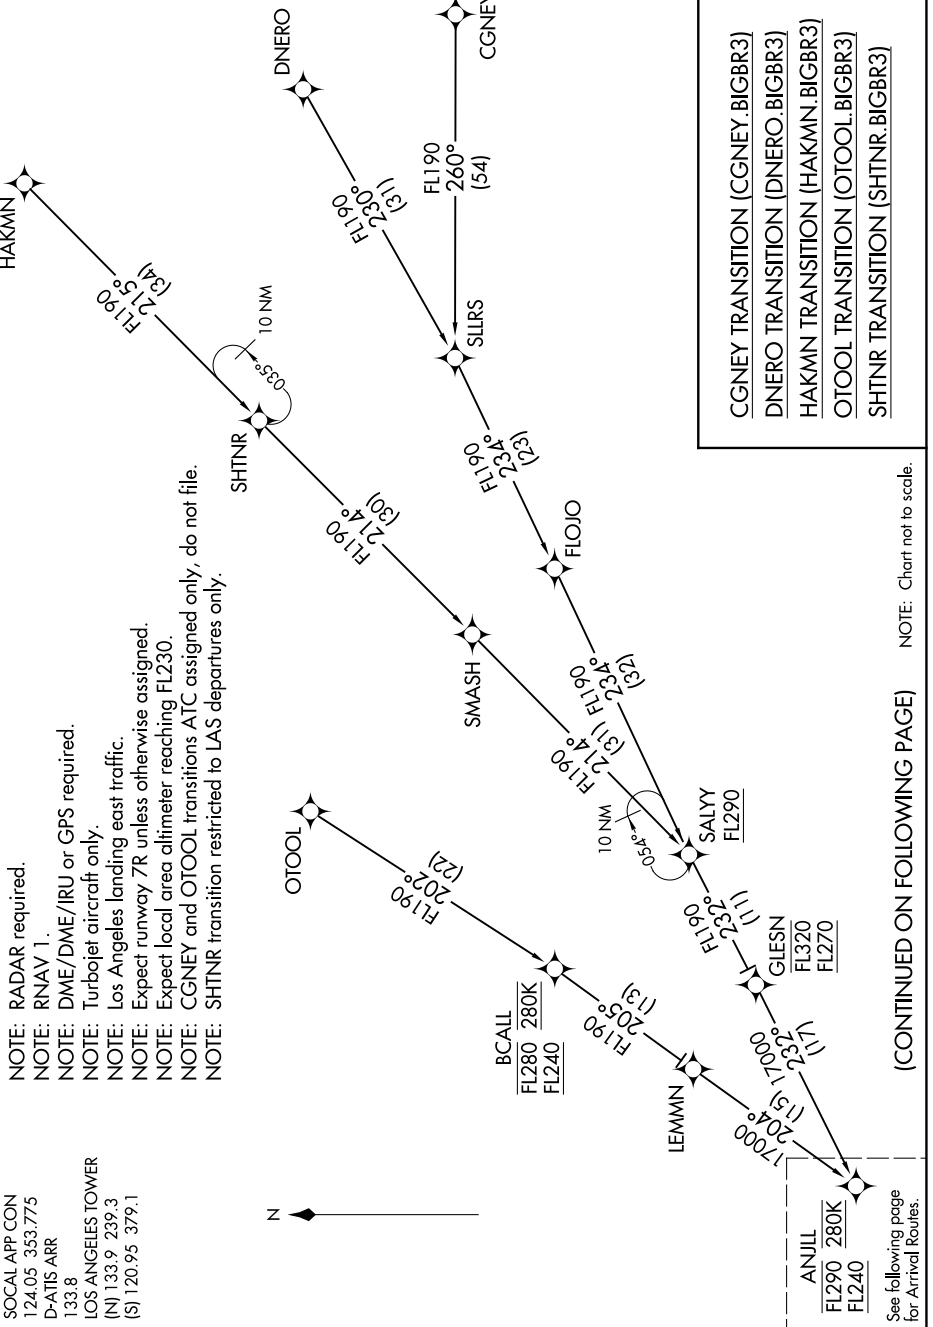 SOCAL APP CON
124.05 353.775
D-ATIS ARR
133.8
LOS ANGELES TOWER
(N) 133.9 239.3
(S) 120.95 379.1
NOTE: RADAR required.
NOTE: RNAV 1.
NOTE: DME/DME/IRU or GPS required.
NOTE: Turbojet aircraft only.
NOTE: Los Angeles landing east traffic.
NOTE: Expect runway 7R unless otherwise assigned.
NOTE: Expect local area altimeter reaching FL230.
NOTE: CGNEY and OTOOL transitions ATC assigned only, do not file.
NOTE: SHTNR transition restricted to LAS departures only.
HAKMN
FL190
215°
(34)
10 NM
035°
SHTNR
FL190
214°
(30)
SMASH
FL190
214°
(31)
DNERO
FL190
230°
(31)
CGNEY
FL190
260°
(54)
SLLRS
FL190
234°
(23)
FLOJO
FL190
234°
(32)
10 NM
054°
SALYY
FL290
FL190
232°
(11)
GLESN
FL320
FL270
17000
232°
(17)
OTOOL
FL190
202°
(22)
BCALL
FL280 280K
FL240
FL190
205°
(13)
LEMMN
17000
204°
(15)
N
ANJLL
FL290 280K
FL240
See following page
for Arrival Routes.
(CONTINUED ON FOLLOWING PAGE)
NOTE: Chart not to scale.
CGNEY TRANSITION (CGNEY.BIGBR3)
DNERO TRANSITION (DNERO.BIGBR3)
HAKMN TRANSITION (HAKMN.BIGBR3)
OTOOL TRANSITION (OTOOL.BIGBR3)
SHTNR TRANSITION (SHTNR.BIGBR3)